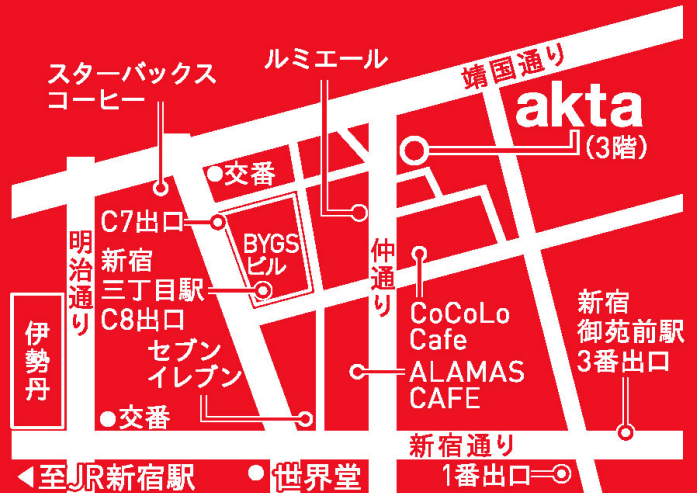 スターバックス
コーヒー
ルミエール
靖国通り
akta
(3階)
交番
C7出口
BYGS
ビル
新宿
三丁目駅
C8出口
明治通り
仲通り
伊勢丹
セブン
イレブン
CoCoLo
Cafe
ALAMAS
CAFE
新宿
御苑前駅
3番出口
交番
新宿通り
1番出口
◀至JR新宿駅
世界堂